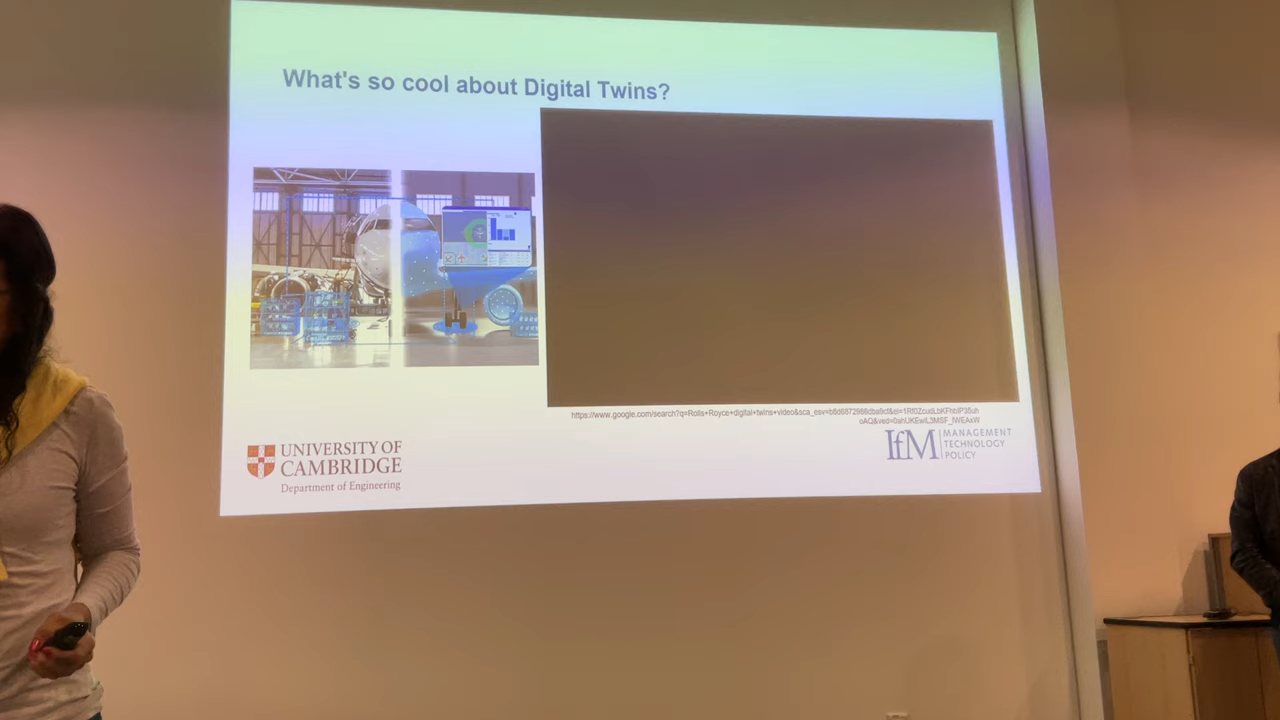 What's so cool about Digital Twins?
UNIVERSITY OF
CAMBRIDGE
Department of Engineering
IfM
MANAGEMENT
TECHNOLOGY
POLICY